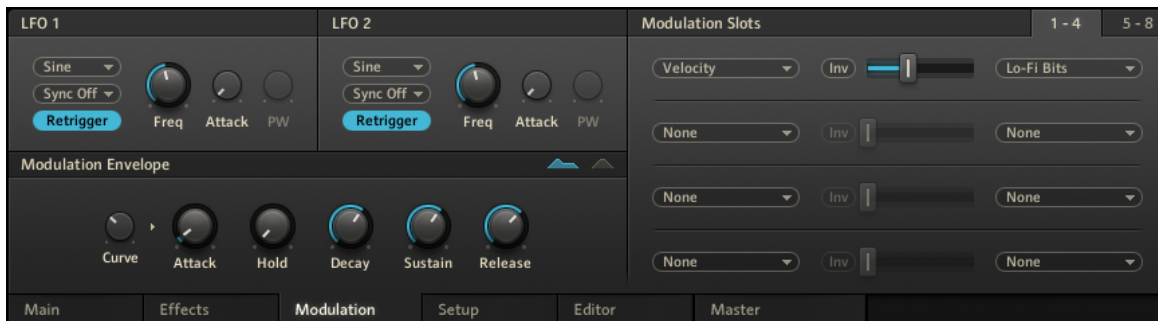 LFO 1
Sine
Sync Off
Retrigger
Freq Attack PW
LFO 2
Sine
Sync Off
Retrigger
Freq Attack PW
Modulation Envelope
Curve Attack Hold Decay Sustain Release
Modulation Slots 1 - 4 5 - 8
Velocity Inv Lo-Fi Bits
None Inv None
None Inv None
None Inv None
Main Effects Modulation Setup Editor Master